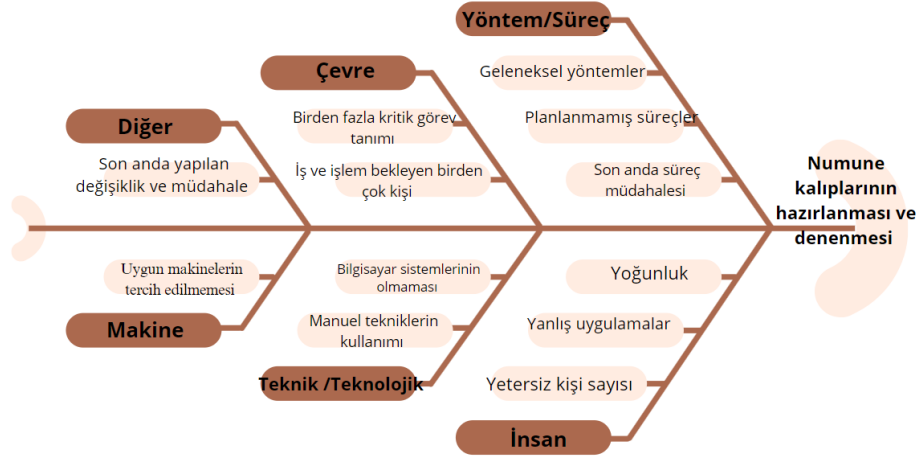 Yöntem/Süreç
Geleneksel yöntemler
Planlanmamış süreçler
Son anda süreç
müdahalesi
Çevre
Birden fazla kritik görev
tanımı
İş ve işlem bekleyen birden
çok kişi
Diğer
Son anda yapılan
değişiklik ve müdahale
Numune
kalıplarının
hazırlanması ve
denenmesi
Uygun makinelerin
tercih edilmemesi
Makine
Bilgisayar sistemlerinin
olmaması
Manuel tekniklerin
kullanımı
Teknik /Teknolojik
Yoğunluk
Yanlış uygulamalar
Yetersiz kişi sayısı
İnsan